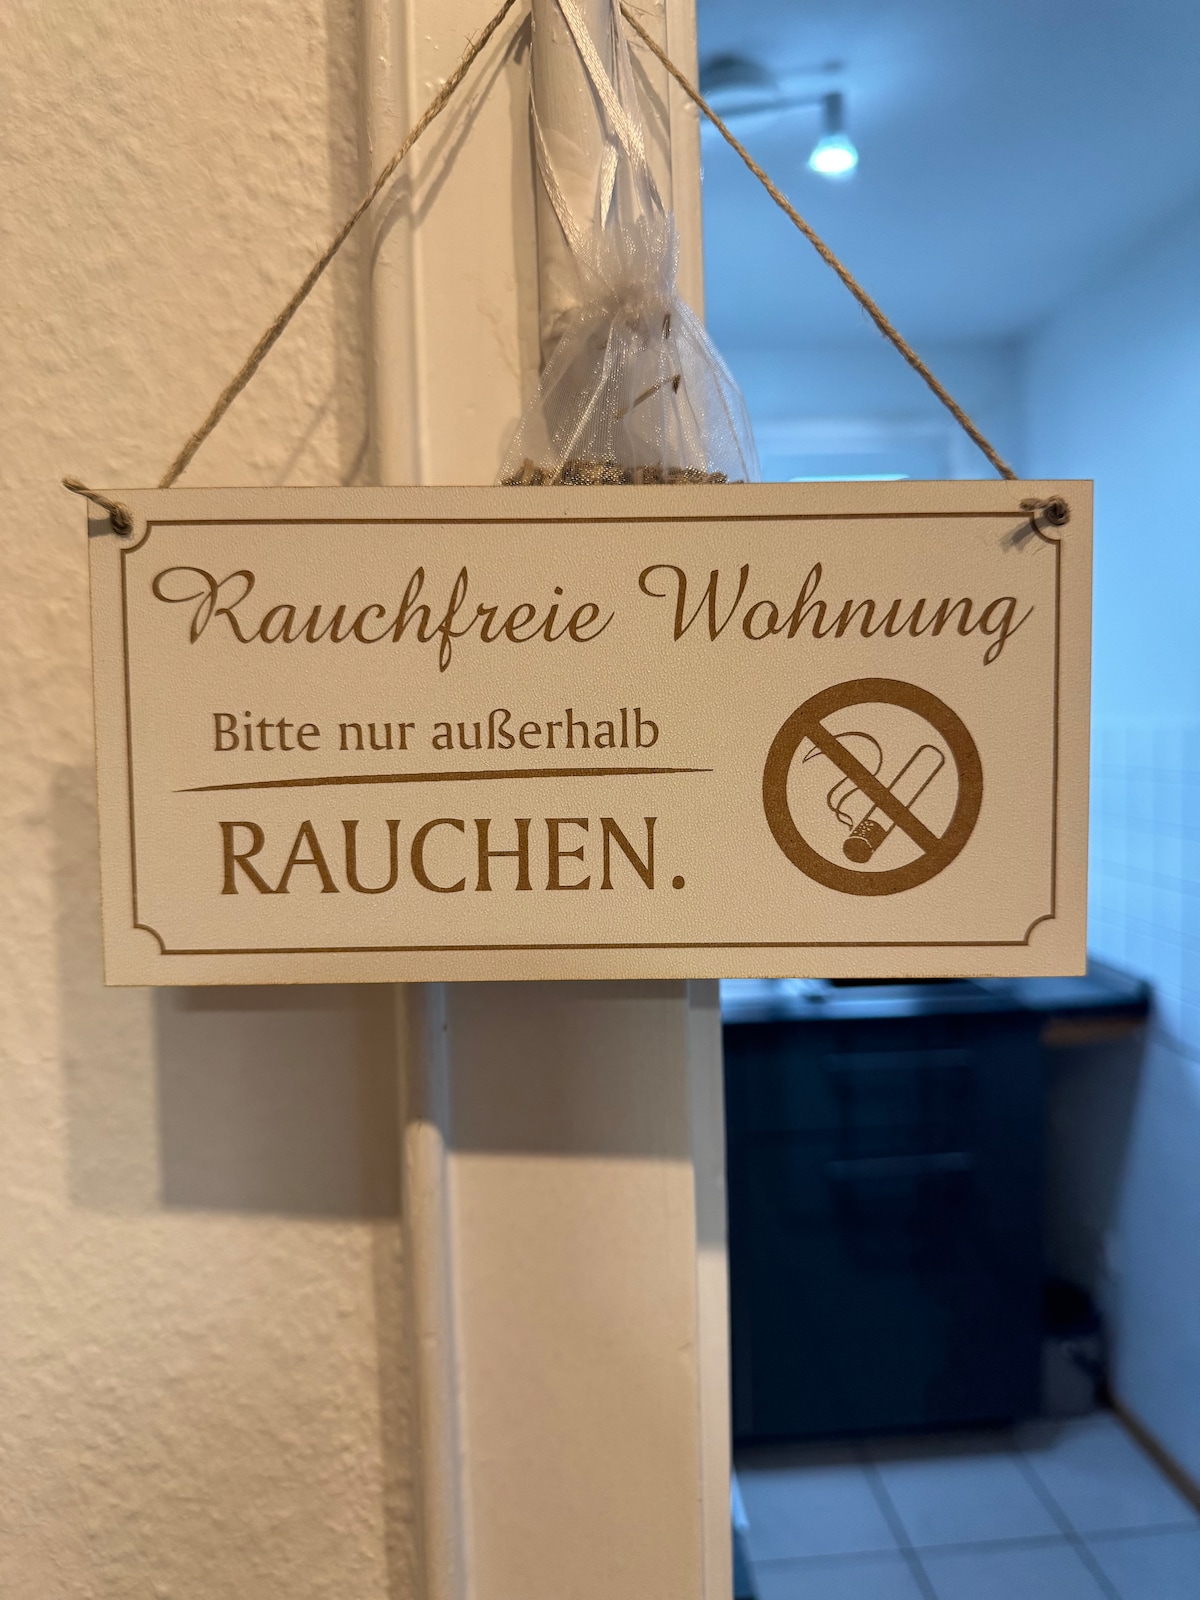 Rauchfreie Wohnung
Bitte nur außerhalb
RAUCHEN.